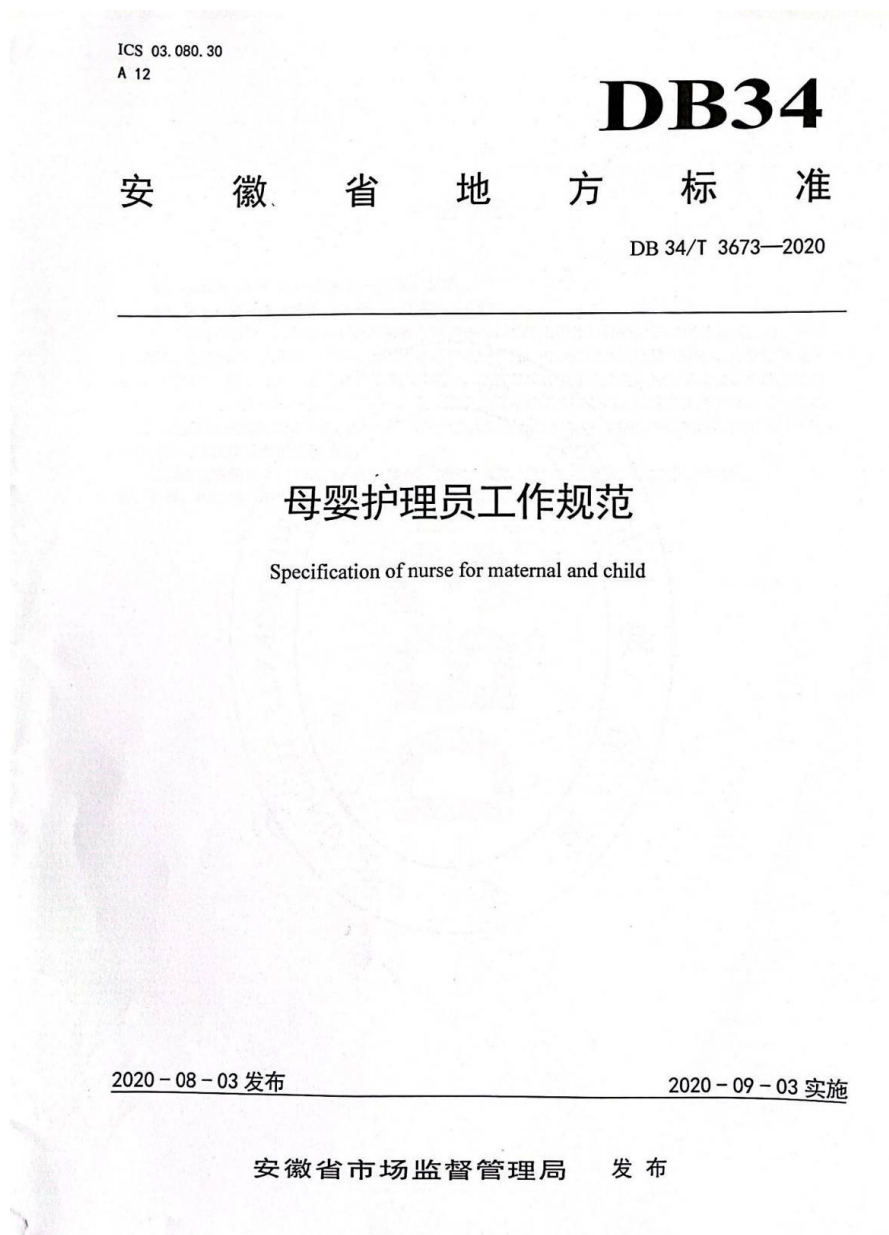 ICS 03.080.30
A 12
DB34
安徽省地方标准
DB 34/T 3673—2020
母婴护理员工作规范
Specification of nurse for maternal and child
2020-08-03 发布
2020-09-03 实施
安徽省市场监督管理局 发布